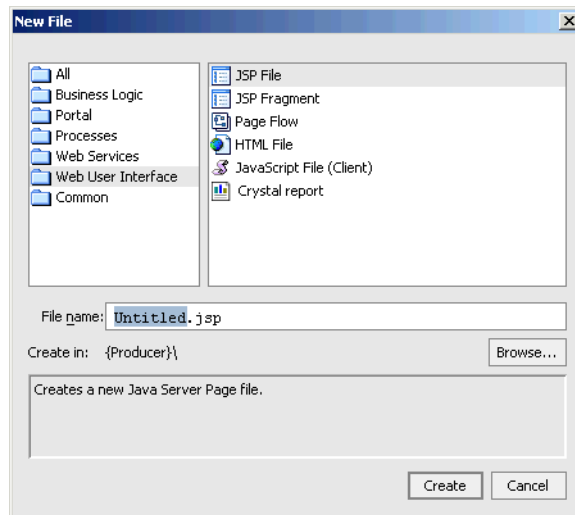 New File
All
Business Logic
Portal
Processes
Web Services
Web User Interface
Common
JSP File
JSP Fragment
Page Flow
HTML File
JavaScript File (Client)
Crystal report
File name: Untitled.jsp
Create in: {Producer}\
Browse...
Creates a new Java Server Page file.
Create Cancel